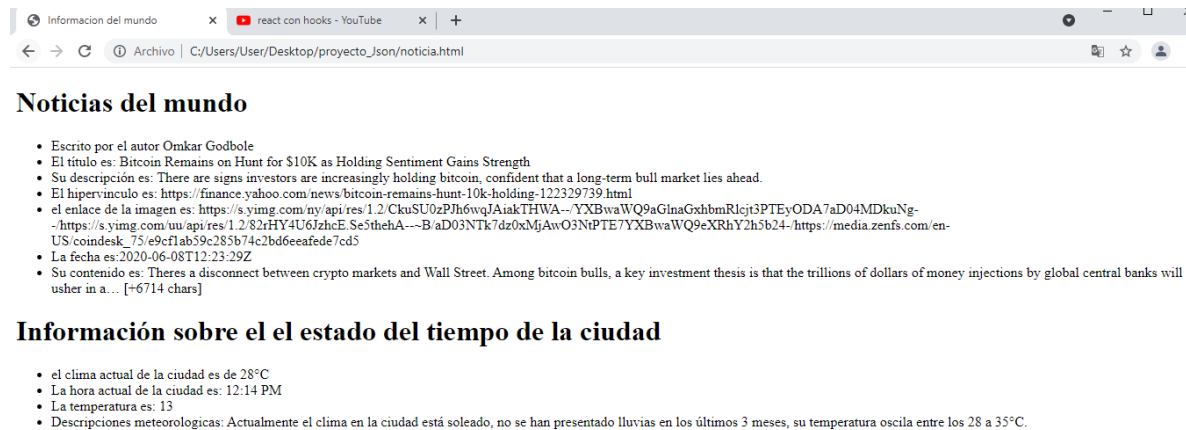 Informacion del mundo
react con hooks - YouTube
Archivo | C:/Users/User/Desktop/proyecto_Json/noticia.html
Noticias del mundo
Escrito por el autor Omkar Godbole
El título es: Bitcoin Remains on Hunt for $10K as Holding Sentiment Gains Strength
Su descripción es: There are signs investors are increasingly holding bitcoin, confident that a long-term bull market lies ahead.
El hipervinculo es: https://finance.yahoo.com/news/bitcoin-remains-hunt-10k-holding-122329739.html
el enlace de la imagen es: https://s.yimg.com/ny/api/res/1.2/CkuSU0zPJh6wqJAiakTHWA--/YXBwaWQ9aGlnaGxhbmRlcjt3PTEyODA7aD04MDkuNg-
-/https://s.yimg.com/uu/api/res/1.2/82rHY4U6JzhcE.Se5thehA--~B/aD03NTk7dz0xMjAwO3NtPTE7YXBwaWQ9eXRhY2h5b24-/https://media.zenfs.com/en-
US/coindesk_75/e9cf1ab59c285b74c2bd6eeafede7cd5
La fecha es:2020-06-08T12:23:29Z
Su contenido es: Theres a disconnect between crypto markets and Wall Street. Among bitcoin bulls, a key investment thesis is that the trillions of dollars of money injections by global central banks will
usher in a… [+6714 chars]
Información sobre el el estado del tiempo de la ciudad
el clima actual de la ciudad es de 28°C
La hora actual de la ciudad es: 12:14 PM
La temperatura es: 13
Descripciones meteorologicas: Actualmente el clima en la ciudad está soleado, no se han presentado lluvias en los últimos 3 meses, su temperatura oscila entre los 28 a 35°C.